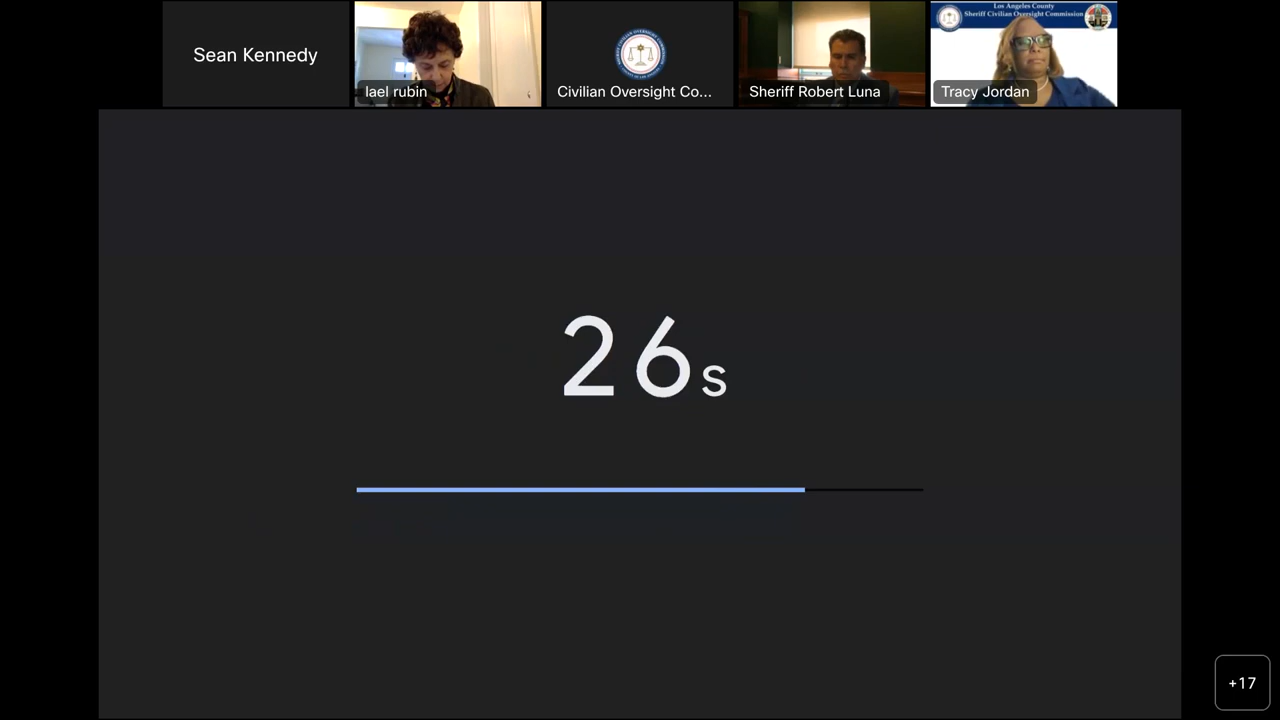 Sean Kennedy
lael rubin
Civilian Oversight Co...
Sheriff Robert Luna
Los Angeles County
Sheriff Civilian Oversight Commission
Tracy Jordan
26s
+17